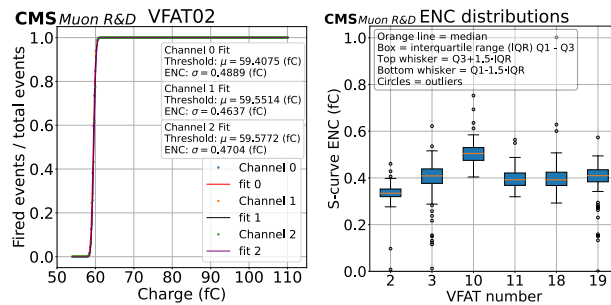 CMS Muon R&D VFAT02
Fired events / total events
1.0
0.8
0.6
0.4
0.2
0.0
Channel 0 Fit
Threshold: μ = 59.4075 (fC)
ENC: σ = 0.4889 (fC)
Channel 1 Fit
Threshold: μ = 59.5514 (fC)
ENC: σ = 0.4637 (fC)
Channel 2 Fit
Threshold: μ = 59.5772 (fC)
ENC: σ = 0.4704 (fC)
Channel 0
fit 0
Channel 1
fit 1
Channel 2
fit 2
50 60 70 80 90 100 110
Charge (fC)
CMS Muon R&D ENC distributions
S-curve ENC (fC)
1.0
0.8
0.6
0.4
0.2
0.0
Orange line = median
Box = interquartile range (IQR) Q1 - Q3
Top whisker = Q3+1.5·IQR
Bottom whisker = Q1-1.5·IQR
Circles = outliers
2 3 10 11 18 19
VFAT number